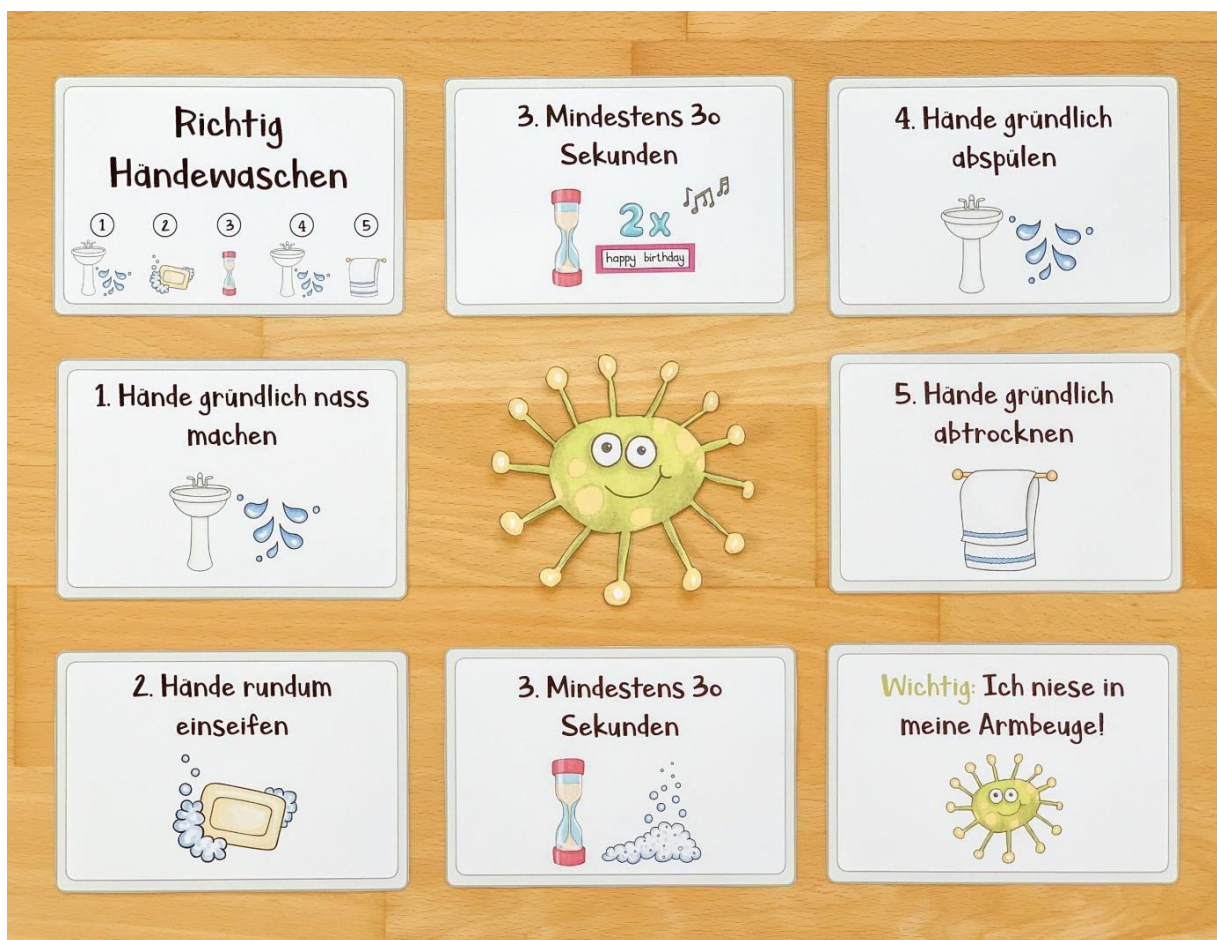 Richtig
Händewaschen
1 2 3 4 5
3. Mindestens 30
Sekunden
2x
happy birthday
4. Hände gründlich
abspülen
1. Hände gründlich nass
machen
5. Hände gründlich
abtrocknen
2. Hände rundum
einseifen
3. Mindestens 30
Sekunden
Wichtig: Ich niese in
meine Armbeuge!